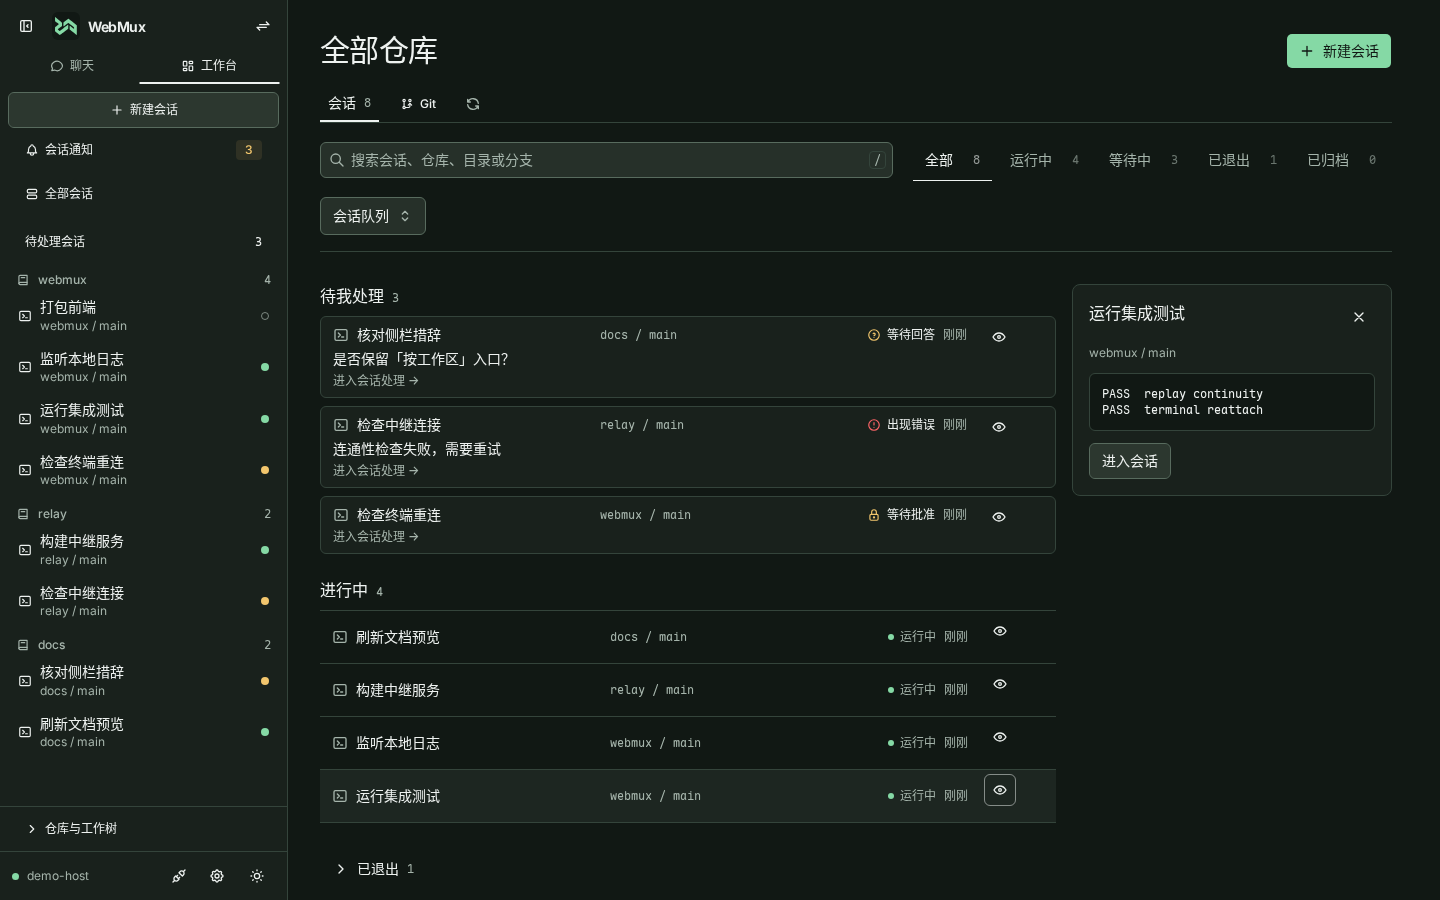 WebMux
聊天
工作台
新建会话
会话通知 3
全部会话
待处理会话 3
webmux 4
打包前端
webmux / main
监听本地日志
webmux / main
运行集成测试
webmux / main
检查终端重连
webmux / main
relay 2
构建中继服务
relay / main
检查中继连接
relay / main
docs 2
核对侧栏措辞
docs / main
刷新文档预览
docs / main
仓库与工作树
demo-host
全部仓库
新建会话
会话 8 Git
搜索会话、仓库、目录或分支 /
全部 8 运行中 4 等待中 3 已退出 1 已归档 0
会话队列
待我处理 3
核对侧栏措辞 docs / main 等待回答 刚刚
是否保留「按工作区」入口？
进入会话处理 →
检查中继连接 relay / main 出现错误 刚刚
连通性检查失败，需要重试
进入会话处理 →
检查终端重连 webmux / main 等待批准 刚刚
进入会话处理 →
进行中 4
刷新文档预览 docs / main 运行中 刚刚
构建中继服务 relay / main 运行中 刚刚
监听本地日志 webmux / main 运行中 刚刚
运行集成测试 webmux / main 运行中 刚刚
已退出 1
运行集成测试
webmux / main
PASS replay continuity
PASS terminal reattach
进入会话